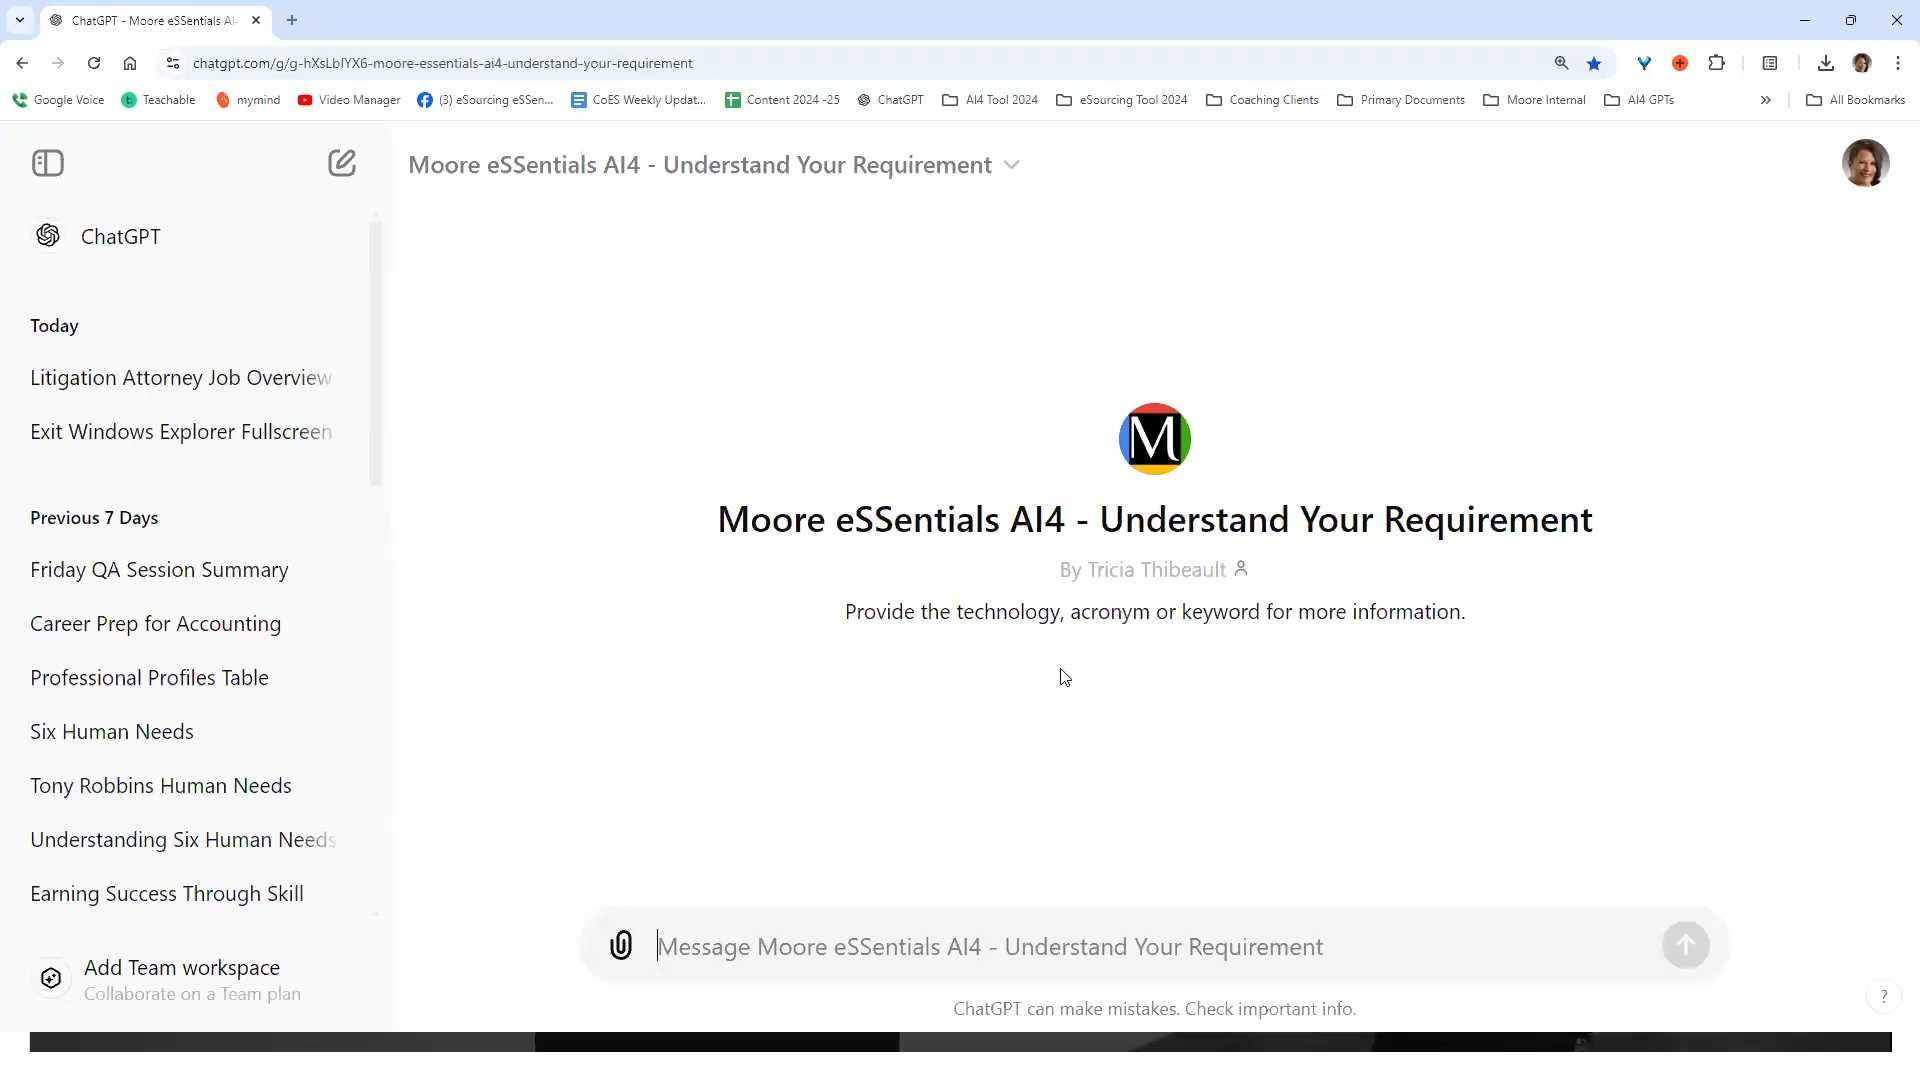 ChatGPT - Moore eSSentials AI-
chatgpt.com/g/g-hXsLbIYX6-moore-essentials-ai4-understand-your-requirement
Google Voice
Teachable
mymind
Video Manager
(3) eSourcing eSSen...
CoES Weekly Updat...
Content 2024 -25
ChatGPT
AI4 Tool 2024
eSourcing Tool 2024
Coaching Clients
Primary Documents
Moore Internal
AI4 GPTs
All Bookmarks
Moore eSSentials AI4 - Understand Your Requirement
ChatGPT
Today
Litigation Attorney Job Overview
Exit Windows Explorer Fullscreen
Previous 7 Days
Friday QA Session Summary
Career Prep for Accounting
Professional Profiles Table
Six Human Needs
Tony Robbins Human Needs
Understanding Six Human Needs
Earning Success Through Skill
Add Team workspace
Collaborate on a Team plan
M
Moore eSSentials AI4 - Understand Your Requirement
By Tricia Thibeault
Provide the technology, acronym or keyword for more information.
Message Moore eSSentials AI4 - Understand Your Requirement
ChatGPT can make mistakes. Check important info.
?